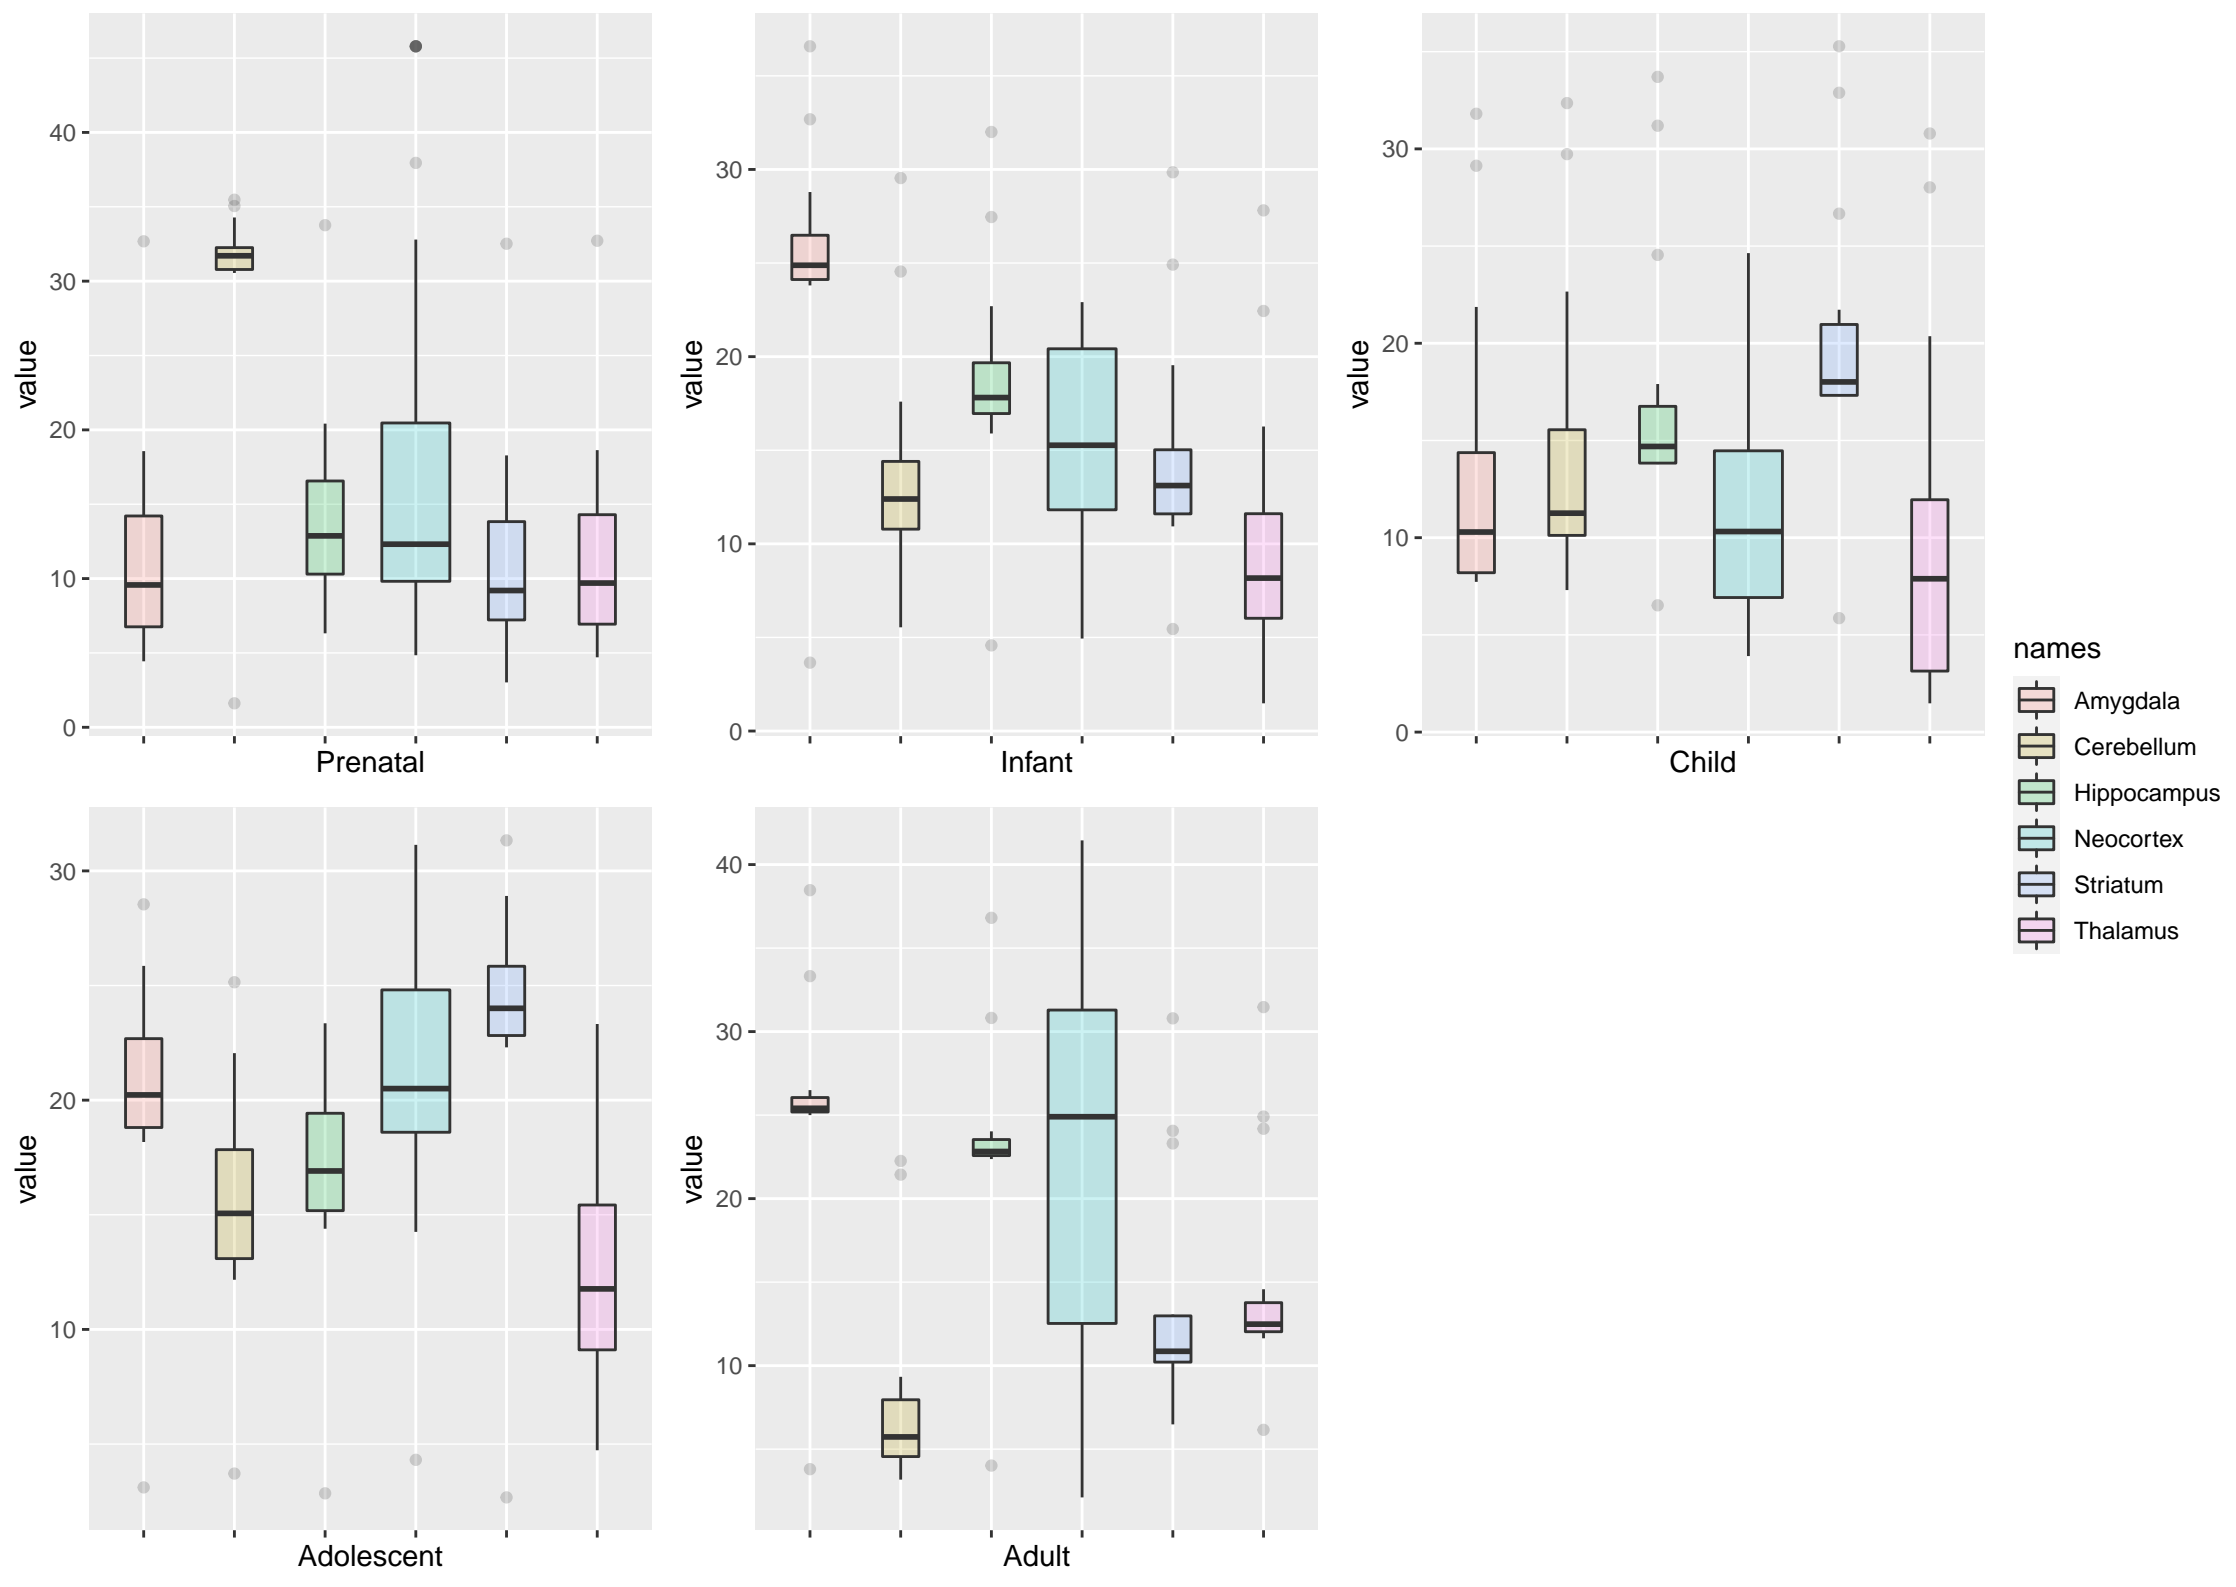 value
40
30
20
10
0
Prenatal
value
30
20
10
0
Infant
value
30
20
10
0
Child
value
30
20
10
Adolescent
value
40
30
20
10
Adult
names
Amygdala
Cerebellum
Hippocampus
Neocortex
Striatum
Thalamus